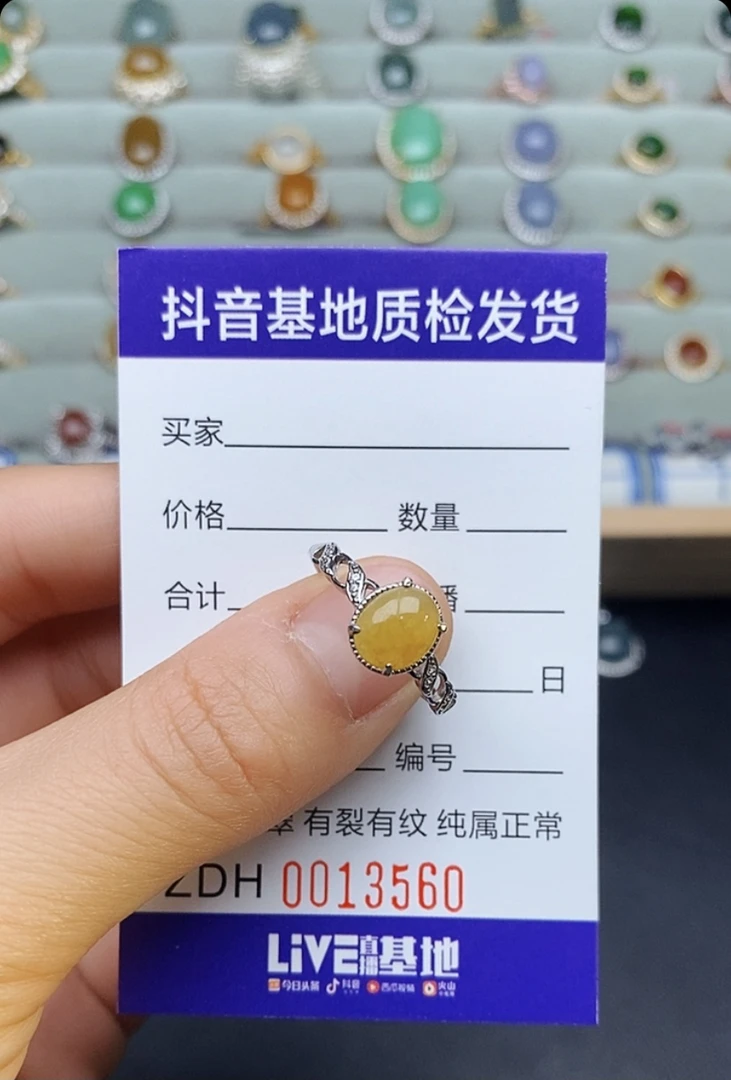 抖音基地质检发货
买家
价格 数量
合计 播
日
编号
翠 有裂有纹 纯属正常
ZDH 0013560
LiVE直播基地
今日头条 抖音 西瓜视频 火山